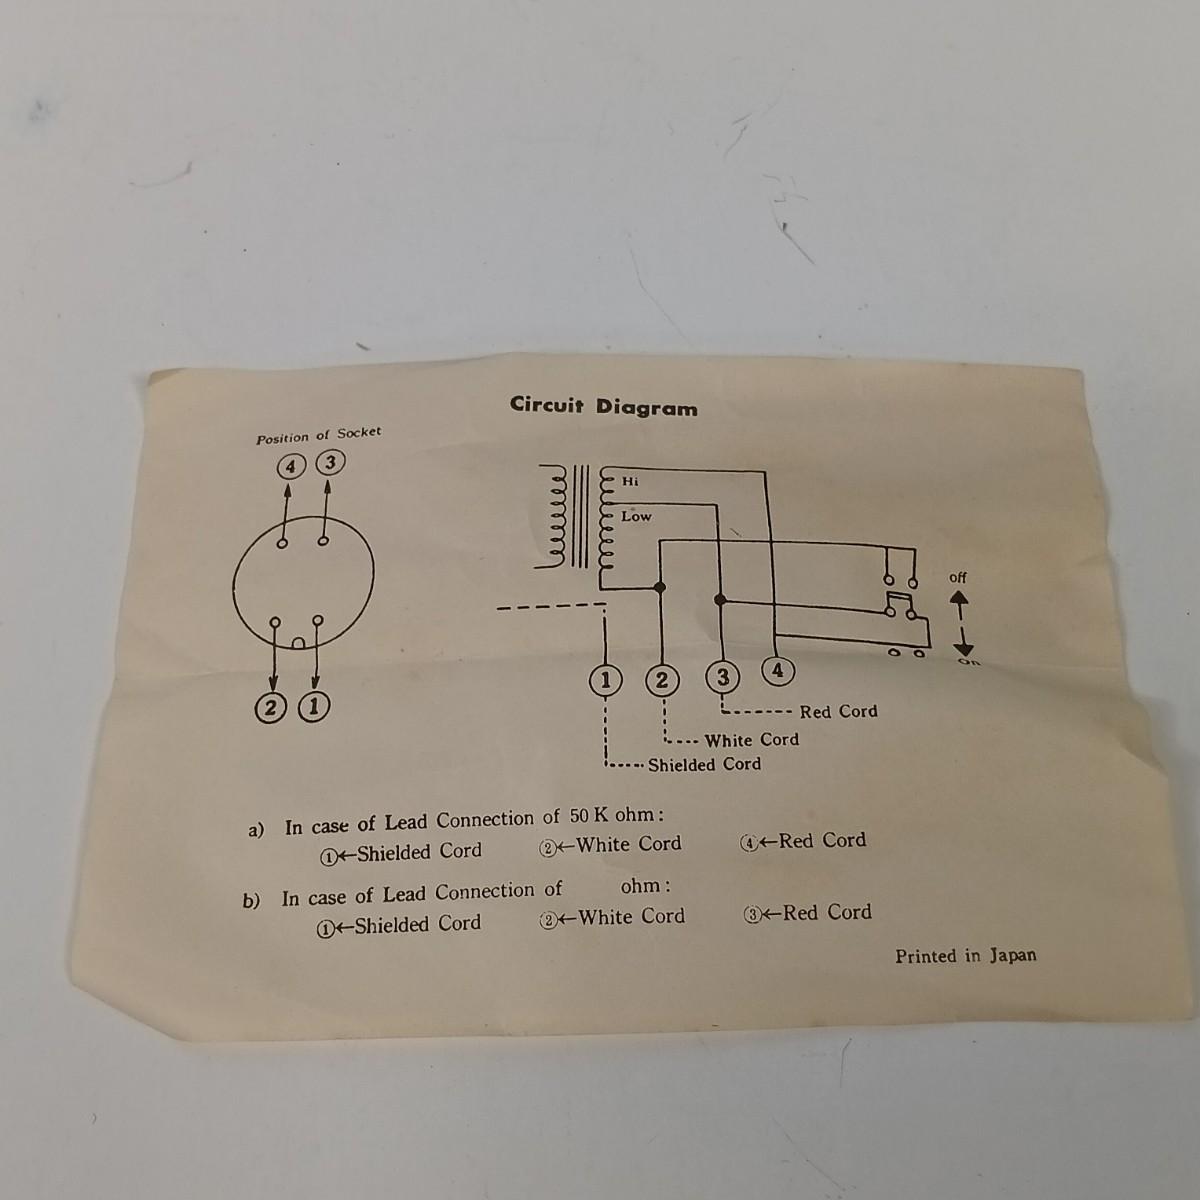 Circuit Diagram
Position of Socket
④ ③
② ①
Hi
Low
off
On
① ② ③ ④
Red Cord
White Cord
Shielded Cord
a) In case of Lead Connection of 50 K ohm :
①←Shielded Cord ②←White Cord ④←Red Cord
b) In case of Lead Connection of ohm :
①←Shielded Cord ②←White Cord ③←Red Cord
Printed in Japan